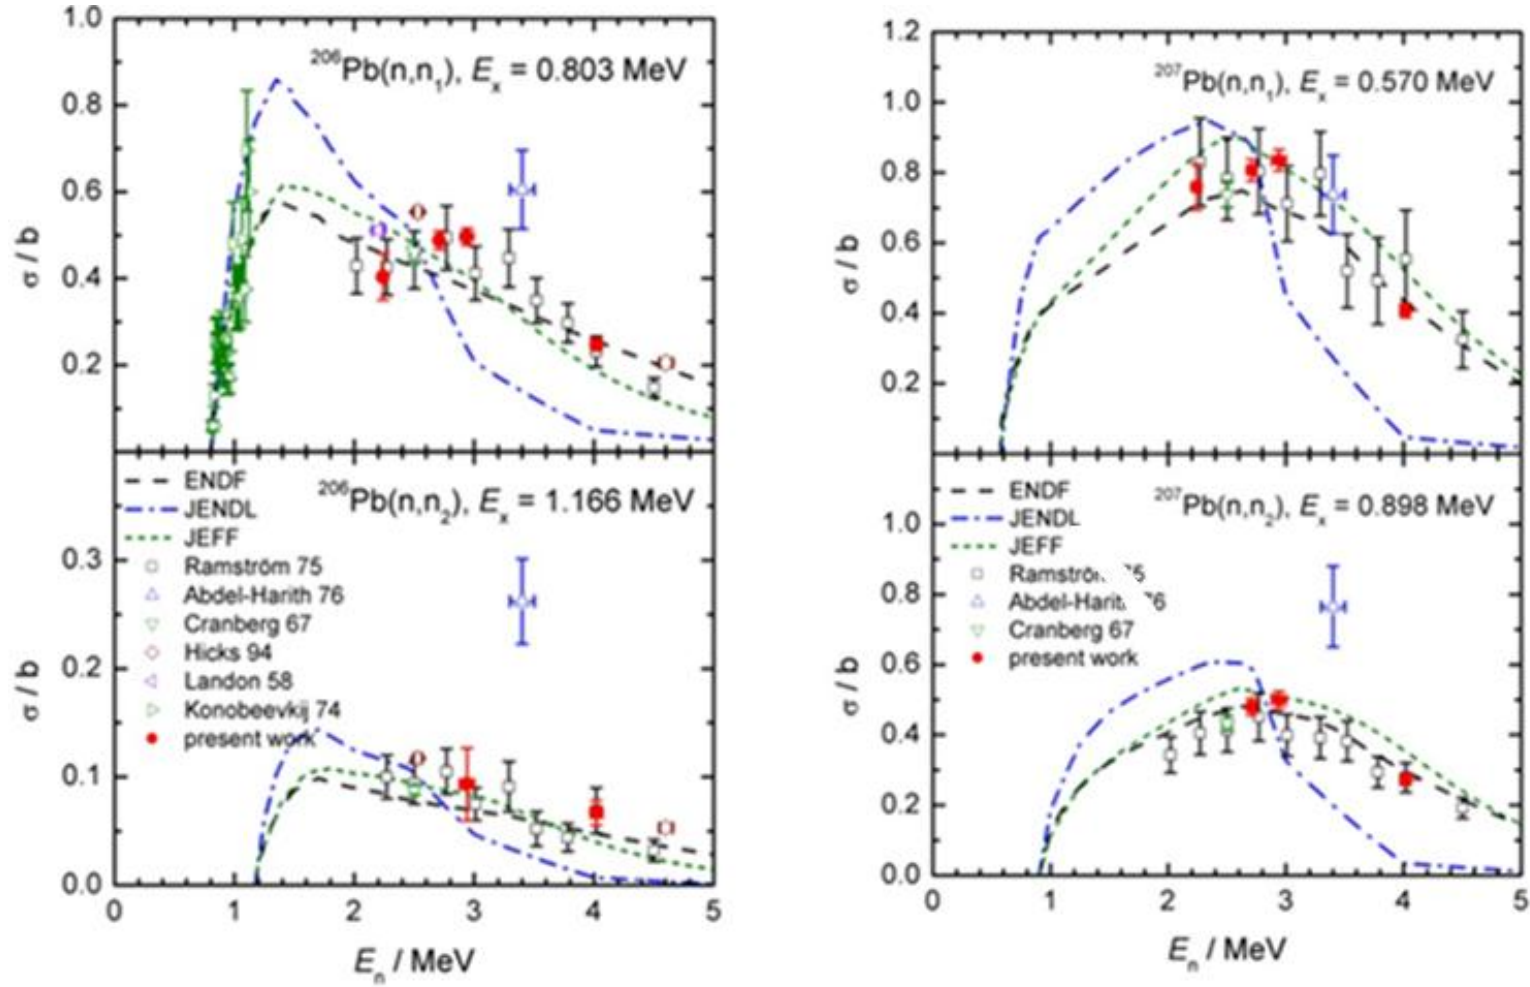 1.0
0.8
0.6
0.4
0.2
σ / b
²⁰⁶Pb(n,n₁), Eₓ = 0.803 MeV
0.3
0.2
0.1
0.0
σ / b
²⁰⁶Pb(n,n₂), Eₓ = 1.166 MeV
ENDF
JENDL
JEFF
Ramström 75
Abdel-Harith 76
Cranberg 67
Hicks 94
Landon 58
Konobeevkij 74
present work
0 1 2 3 4 5
Eₙ / MeV
1.2
1.0
0.8
0.6
0.4
0.2
σ / b
²⁰⁷Pb(n,n₁), Eₓ = 0.570 MeV
1.0
0.8
0.6
0.4
0.2
0.0
σ / b
²⁰⁷Pb(n,n₂), Eₓ = 0.898 MeV
ENDF
JENDL
JEFF
Cranberg 67
present work
0 1 2 3 4 5
Eₙ / MeV